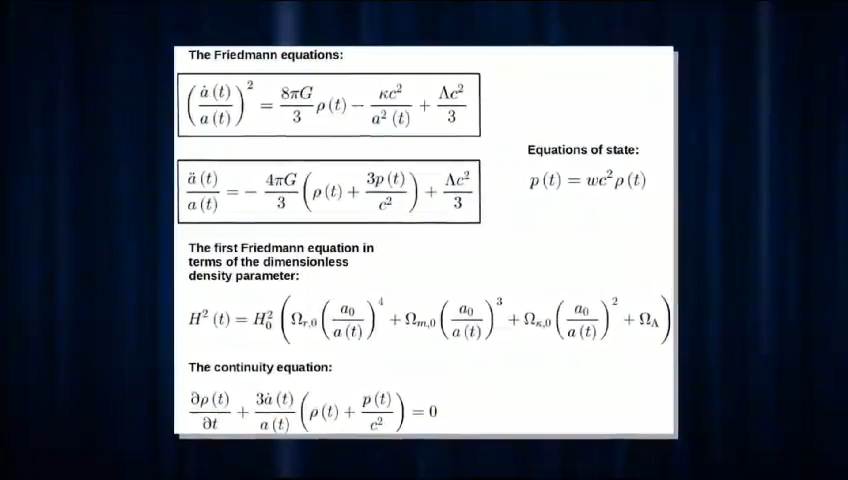 The Friedmann equations:
(ȧ(t)/a(t))² = 8πG/3 ρ(t) − κc²/a²(t) + Λc²/3
Equations of state:
ä(t)/a(t) = − 4πG/3 (ρ(t) + 3p(t)/c²) + Λc²/3
p(t) = wc²ρ(t)
The first Friedmann equation in
terms of the dimensionless
density parameter:
H²(t) = H₀² (Ω_{r,0} (a₀/a(t))⁴ + Ω_{m,0} (a₀/a(t))³ + Ω_{κ,0} (a₀/a(t))² + Ω_Λ)
The continuity equation:
∂ρ(t)/∂t + 3ȧ(t)/a(t) (ρ(t) + p(t)/c²) = 0